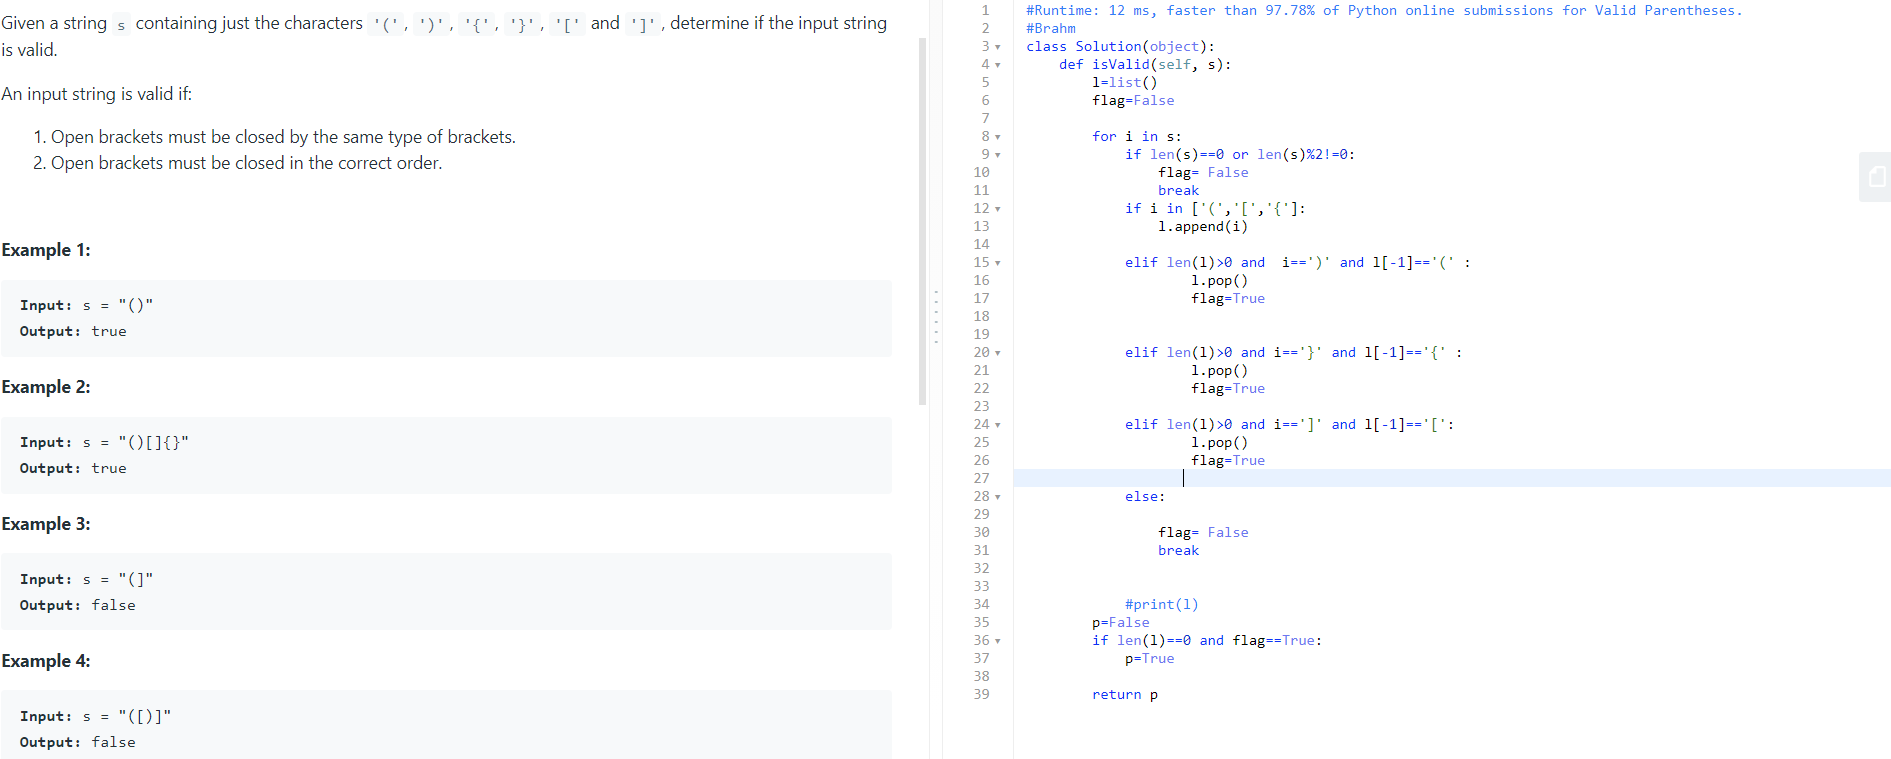 Given a string s containing just the characters '(', ')', '{', '}', '[' and ']', determine if the input string
is valid.
An input string is valid if:
1. Open brackets must be closed by the same type of brackets.
2. Open brackets must be closed in the correct order.
Example 1:
Input: s = "()"
Output: true
Example 2:
Input: s = "()[]{}"
Output: true
Example 3:
Input: s = "(]"
Output: false
Example 4:
Input: s = "([)]"
Output: false
1 #Runtime: 12 ms, faster than 97.78% of Python online submissions for Valid Parentheses.
2 #Brahm
3 class Solution(object):
4     def isValid(self, s):
5         l=list()
6         flag=False
7
8         for i in s:
9             if len(s)==0 or len(s)%2!=0:
10                 flag= False
11                 break
12             if i in ['(','[','{']:
13                 l.append(i)
14
15             elif len(l)>0 and  i==')' and l[-1]=='(' :
16                     l.pop()
17                     flag=True
18
19
20             elif len(l)>0 and i=='}' and l[-1]=='{' :
21                     l.pop()
22                     flag=True
23
24             elif len(l)>0 and i==']' and l[-1]=='[':
25                     l.pop()
26                     flag=True
27
28             else:
29
30                 flag= False
31                 break
32
33
34             #print(l)
35         p=False
36         if len(l)==0 and flag==True:
37             p=True
38
39         return p